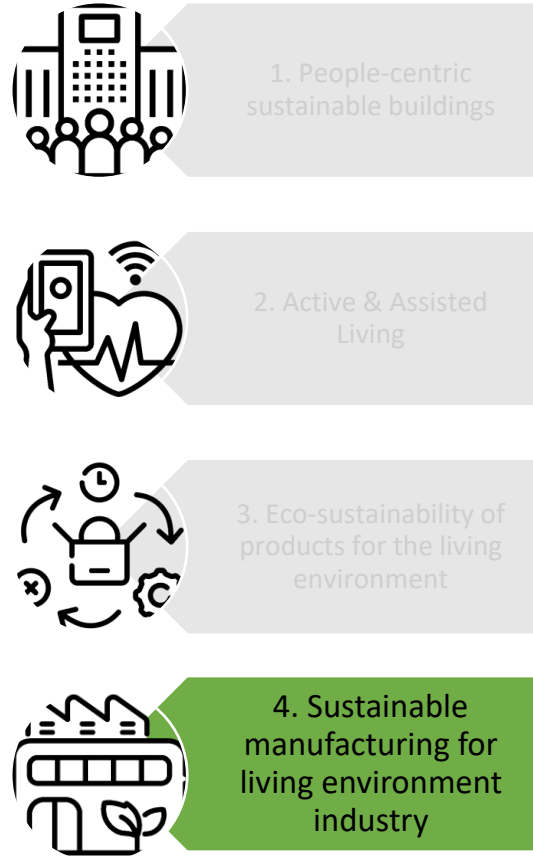 1. People-centric
sustainable buildings
2. Active & Assisted
Living
3. Eco-sustainability of
products for the living
environment
4. Sustainable
manufacturing for
living environment
industry